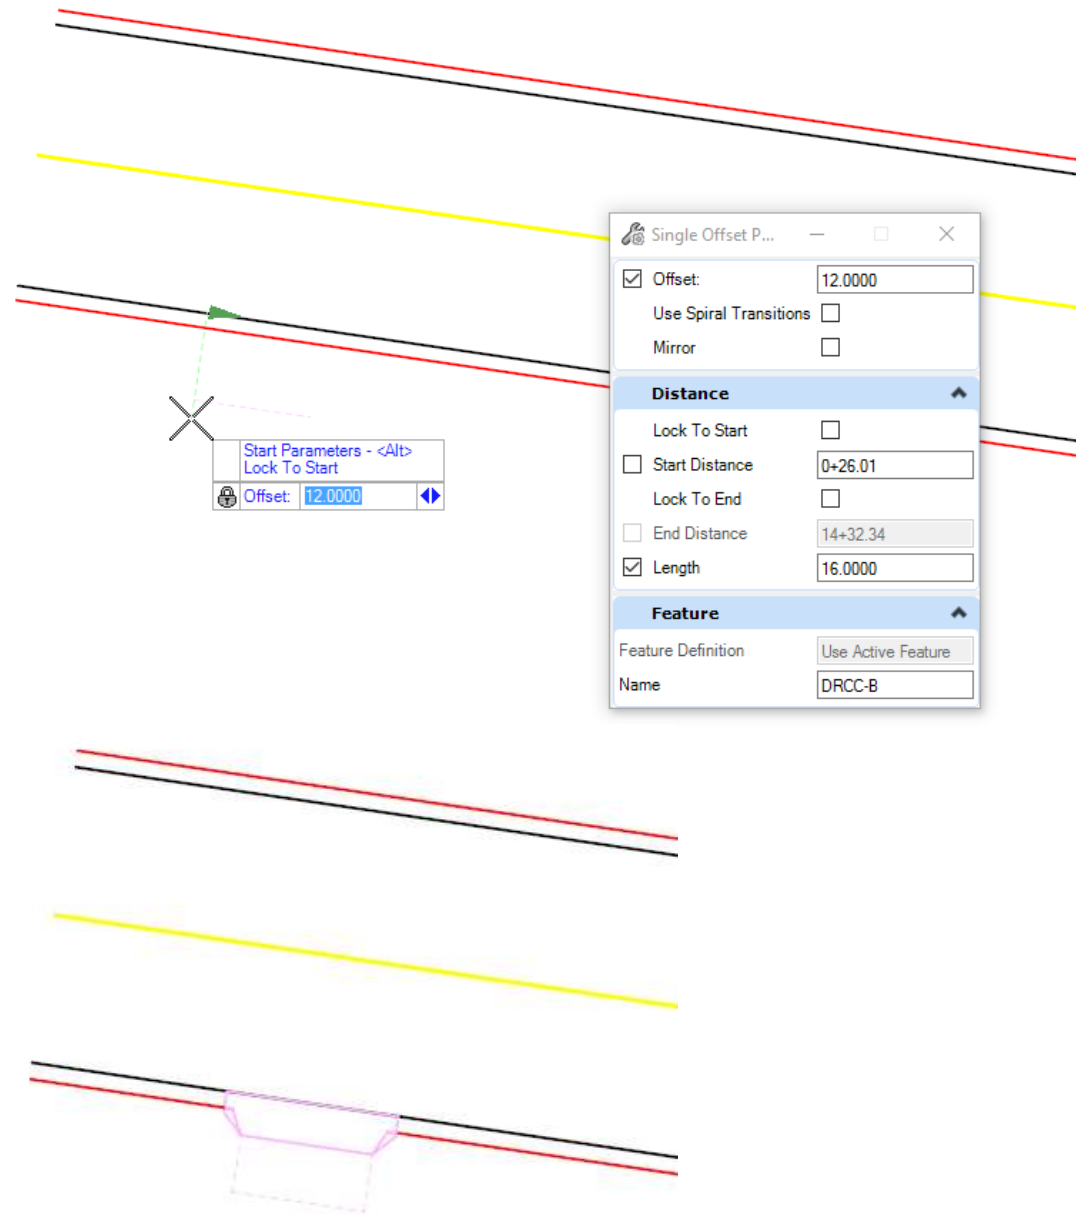 Single Offset P...
Offset: 12.0000
Use Spiral Transitions
Mirror
Distance
Lock To Start
Start Distance 0+26.01
Lock To End
End Distance 14+32.34
Length 16.0000
Feature
Feature Definition Use Active Feature
Name DRCC-B
Start Parameters - <Alt>
Lock To Start
Offset: 12.0000